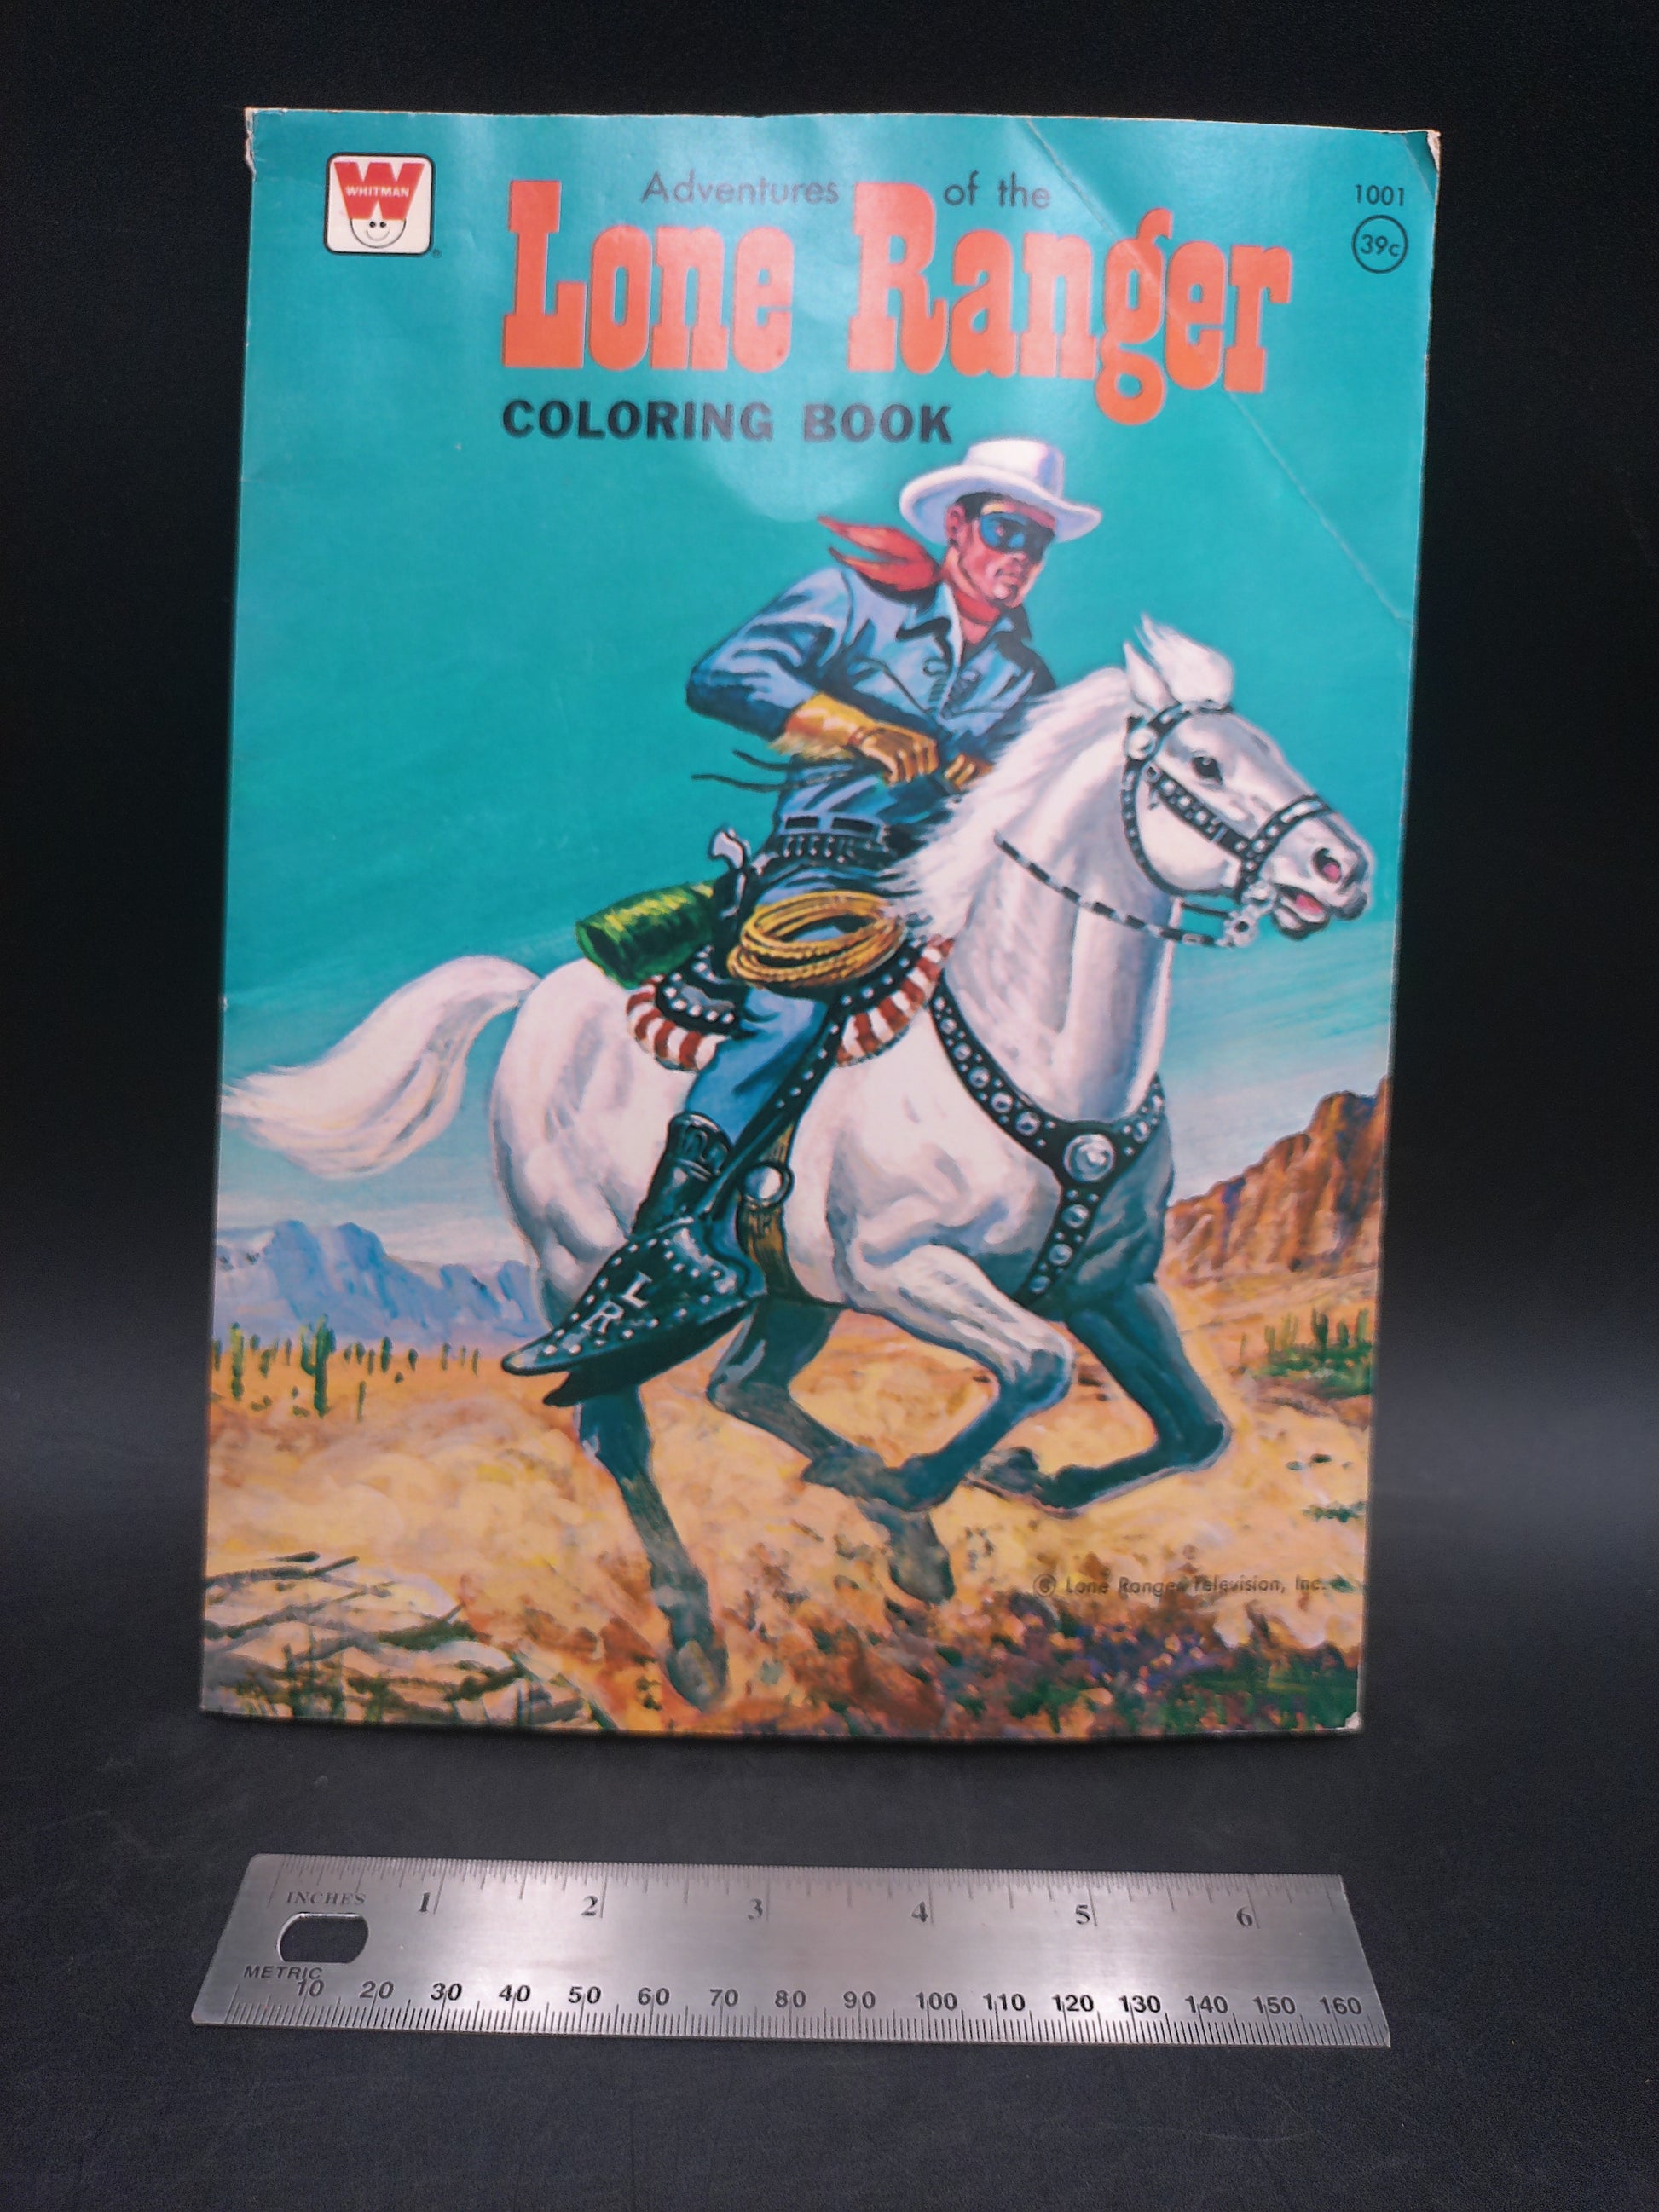 WHITMAN
®
Adventures of the
1001
39c
Lone Ranger
COLORING BOOK
L
R
© Lone Ranger Television, Inc.
INCHES
1 2 3 4 5 6
METRIC
10 20 30 40 50 60 70 80 90 100 110 120 130 140 150 160